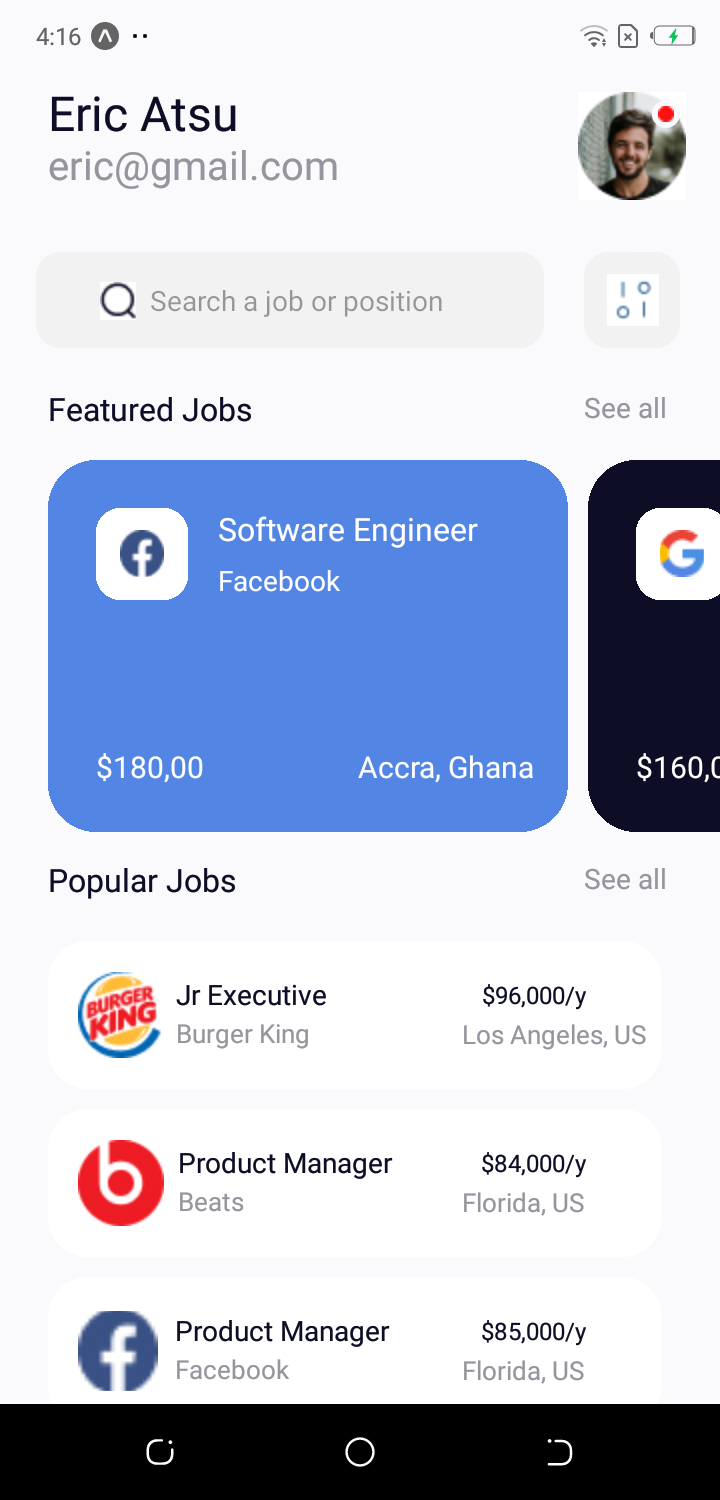 4:16
Eric Atsu
eric@gmail.com
Search a job or position
Featured Jobs
See all
Software Engineer
Facebook
$180,00
Accra, Ghana
$160,0
Popular Jobs
See all
BURGER
KING
Jr Executive
$96,000/y
Burger King
Los Angeles, US
Product Manager
$84,000/y
Beats
Florida, US
Product Manager
$85,000/y
Facebook
Florida, US